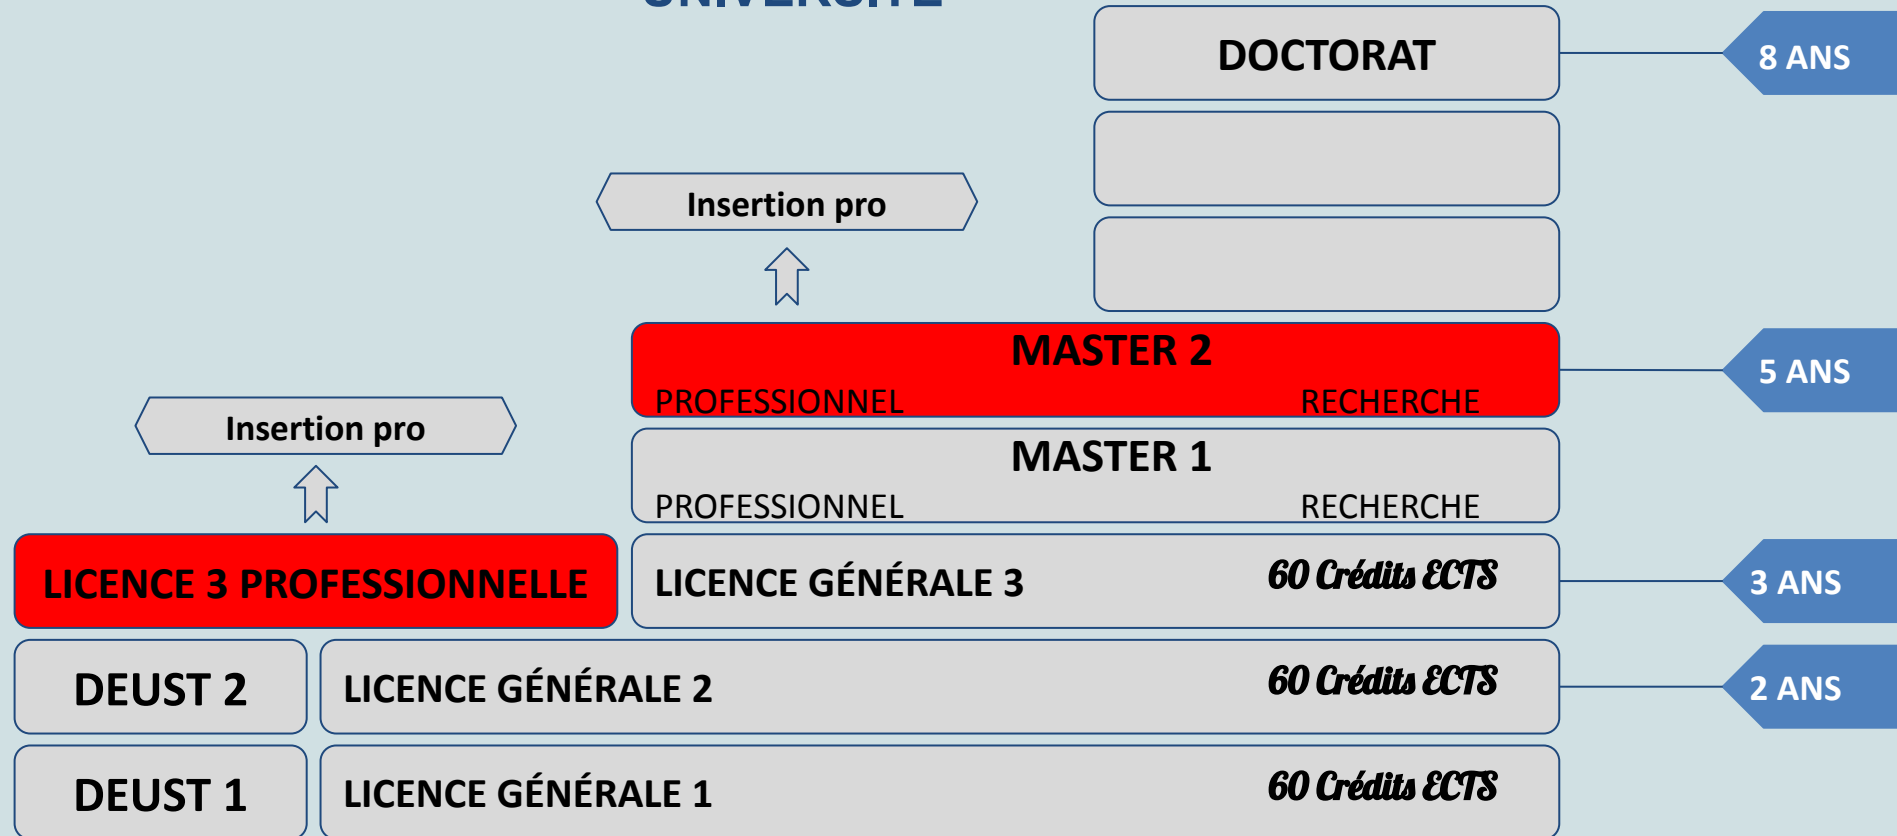 UNIVERSITÉ
DOCTORAT
8 ANS
Insertion pro
MASTER 2
PROFESSIONNEL RECHERCHE
5 ANS
Insertion pro
MASTER 1
PROFESSIONNEL RECHERCHE
LICENCE 3 PROFESSIONNELLE
LICENCE GÉNÉRALE 3
60 Crédits ECTS
3 ANS
DEUST 2
LICENCE GÉNÉRALE 2
60 Crédits ECTS
2 ANS
DEUST 1
LICENCE GÉNÉRALE 1
60 Crédits ECTS